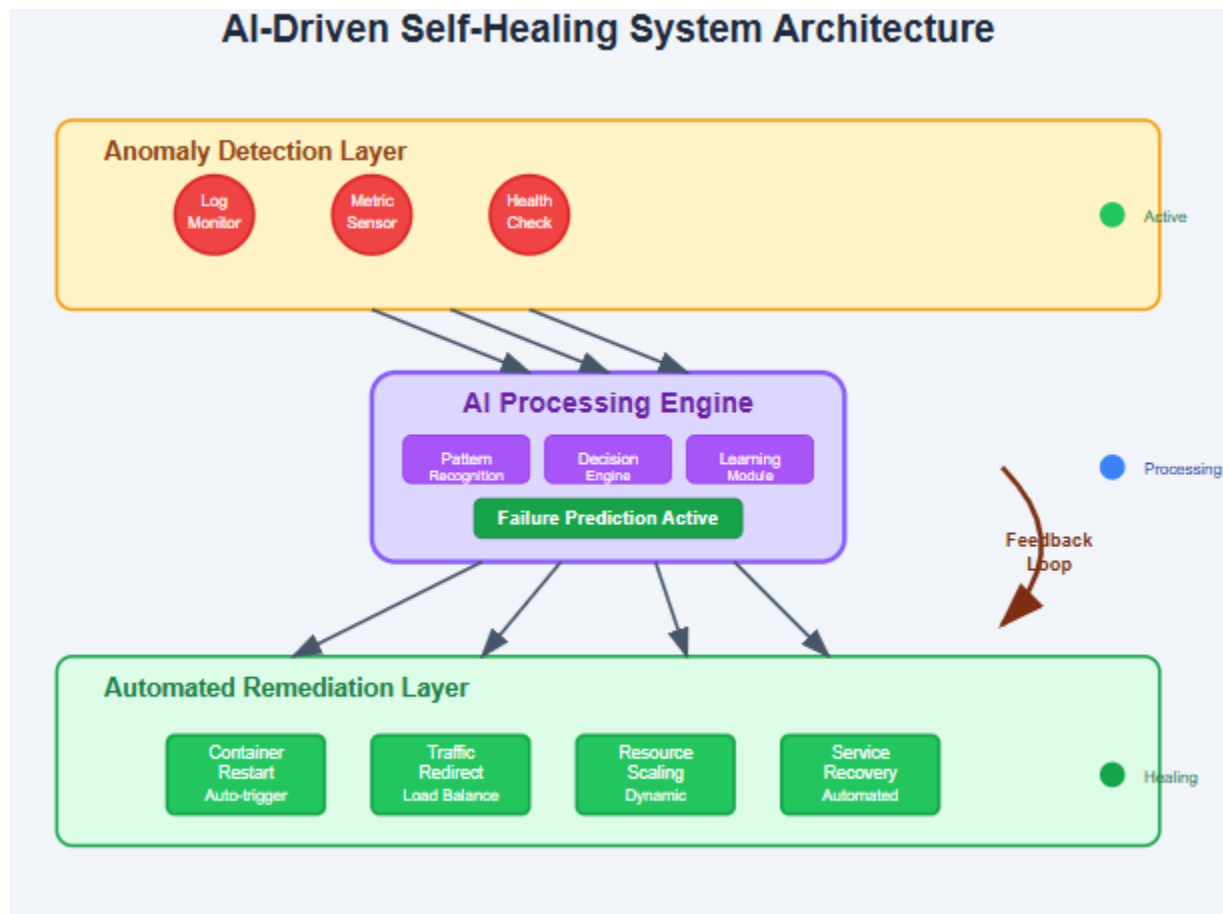 AI-Driven Self-Healing System Architecture
Anomaly Detection Layer
Log
Monitor
Metric
Sensor
Health
Check
Active
AI Processing Engine
Pattern
Recognition
Decision
Engine
Learning
Module
Processing
Failure Prediction Active
Feedback
Loop
Automated Remediation Layer
Container
Restart
Auto-trigger
Traffic
Redirect
Load Balance
Resource
Scaling
Dynamic
Service
Recovery
Automated
Healing